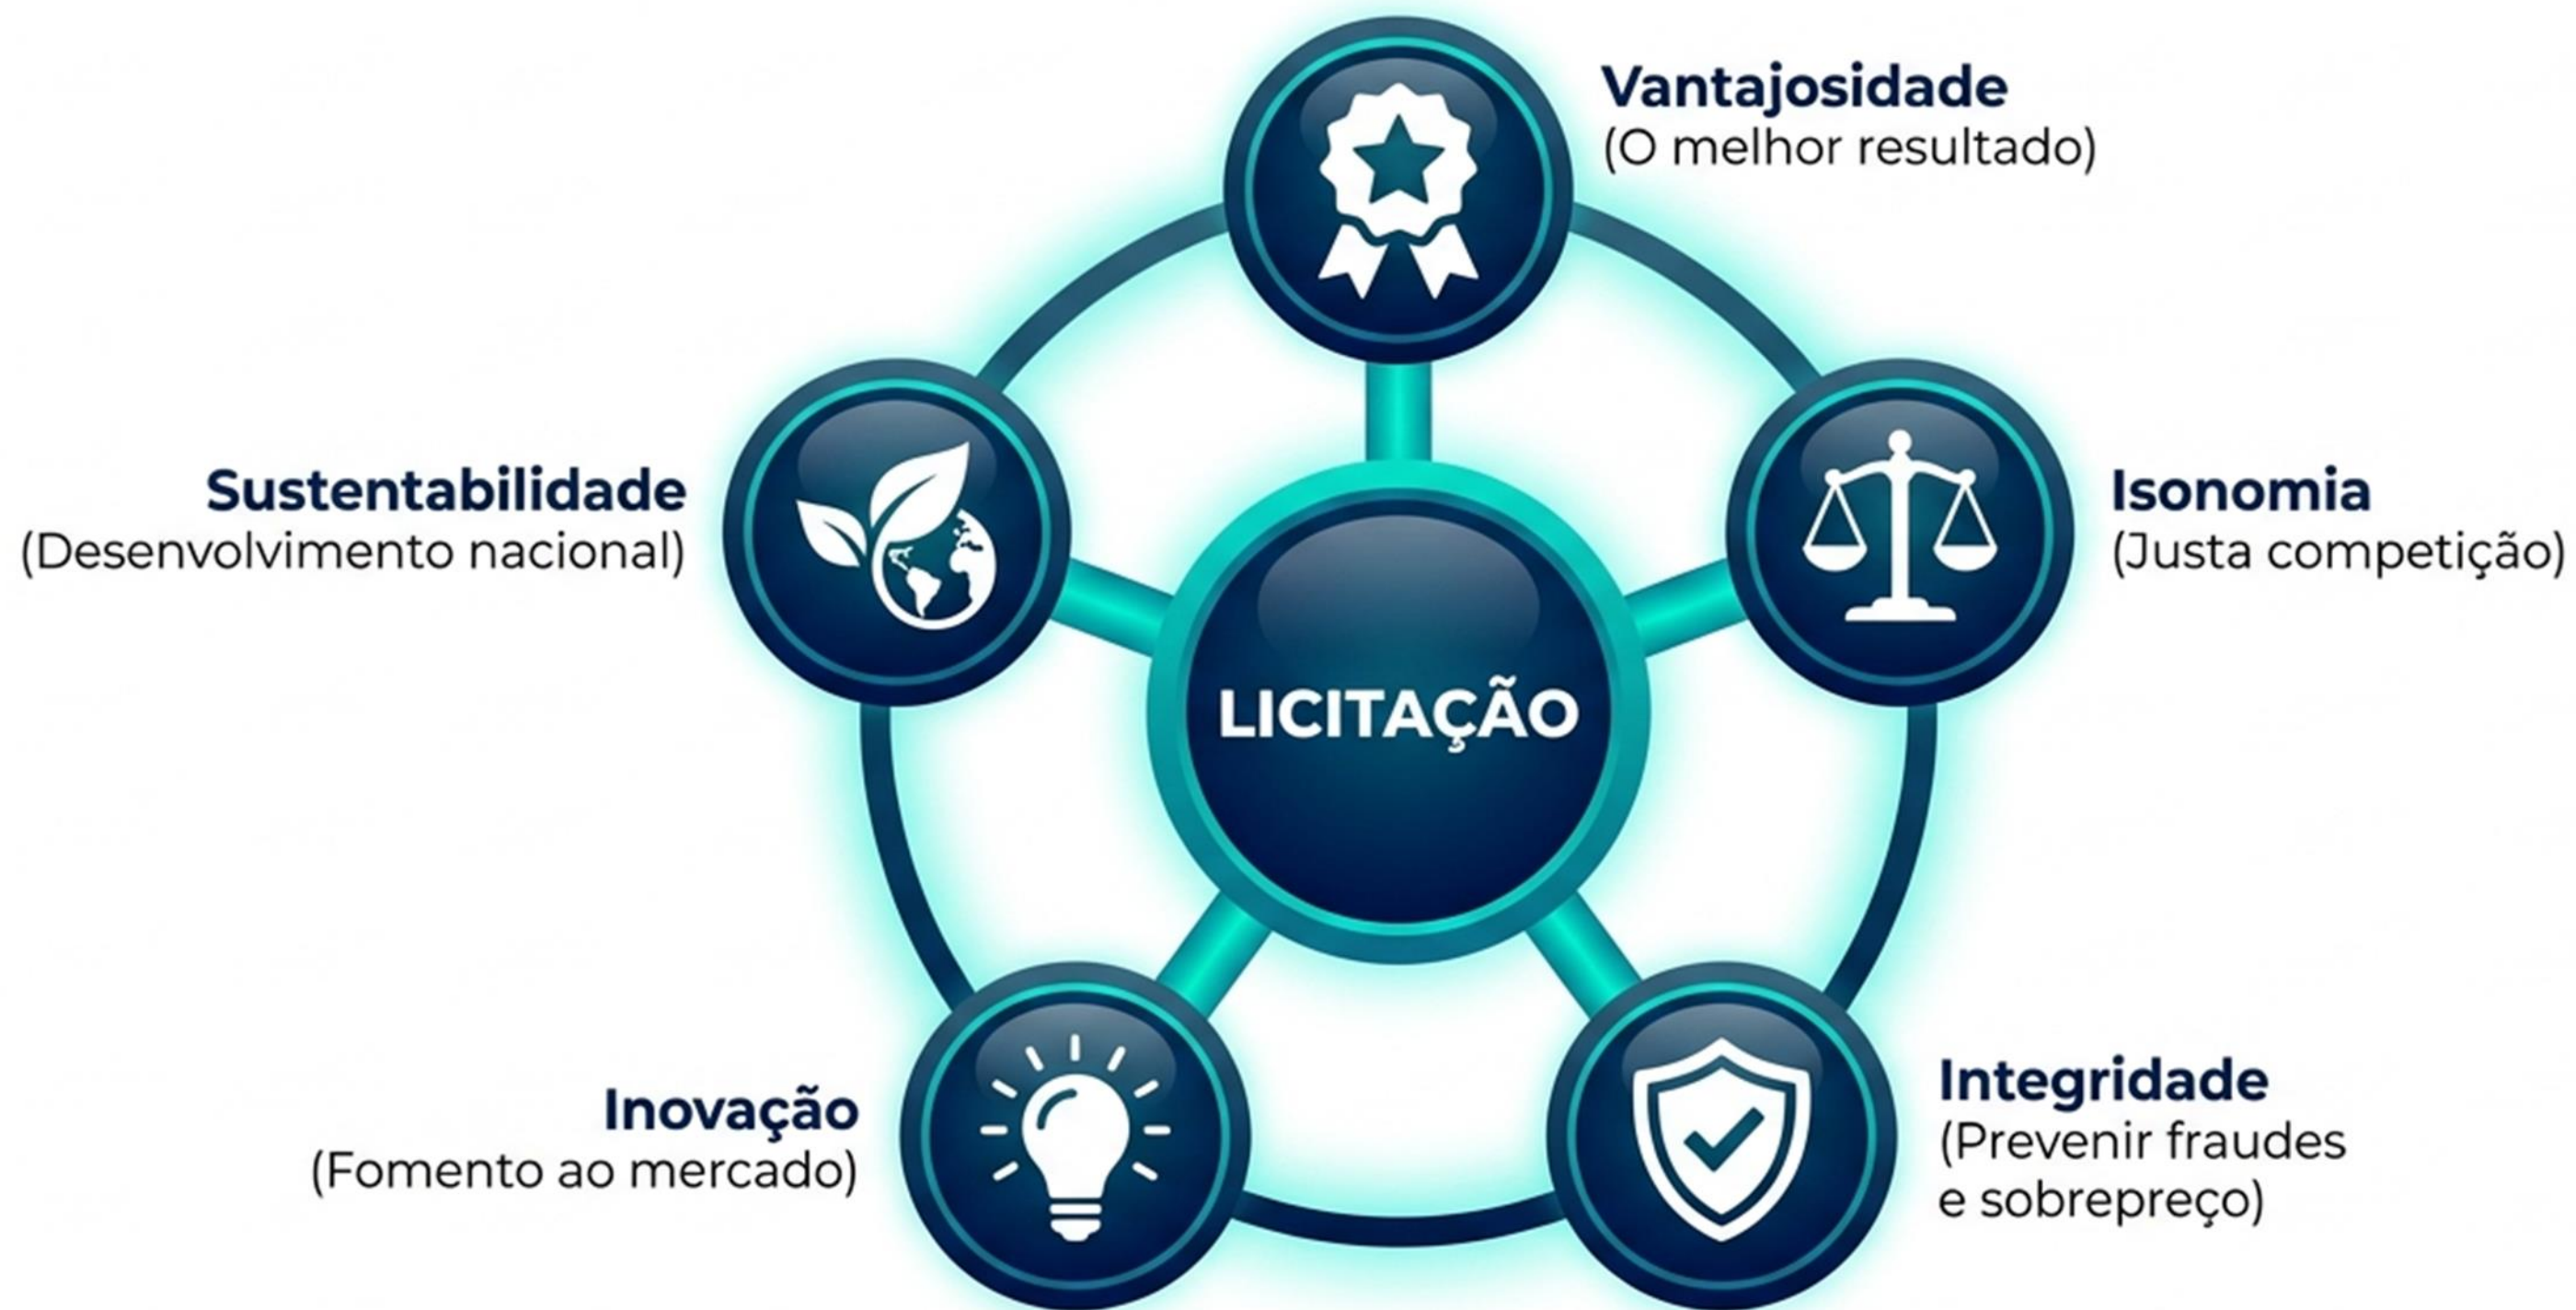 Vantajosidade
(O melhor resultado)
Sustentabilidade
(Desenvolvimento nacional)
Isonomia
(Justa competição)
LICITAÇÃO
Inovação
(Fomento ao mercado)
Integridade
(Prevenir fraudes
e sobrepreço)